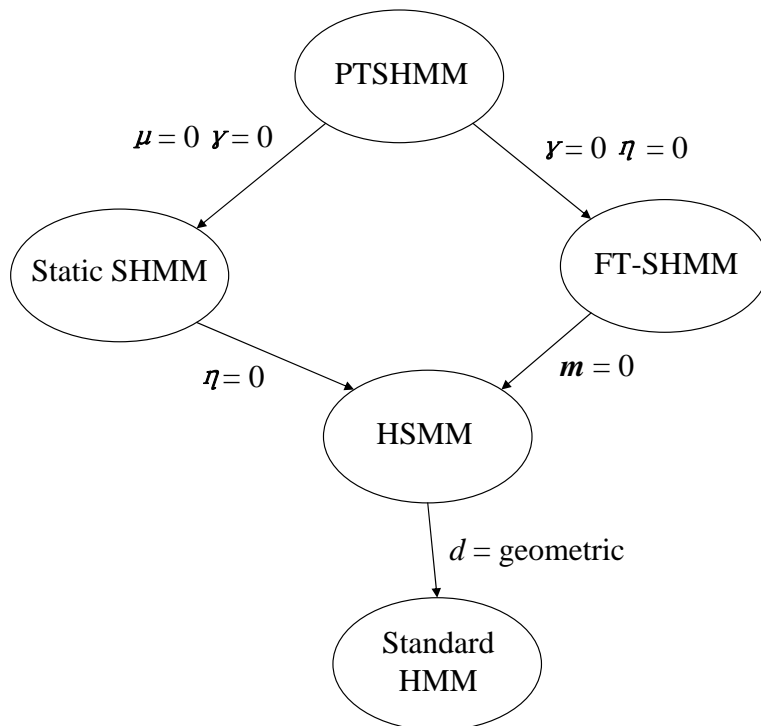 PTSHMM
μ = 0 γ = 0
γ = 0 η = 0
Static SHMM
FT-SHMM
η = 0
m = 0
HSMM
d = geometric
Standard
HMM